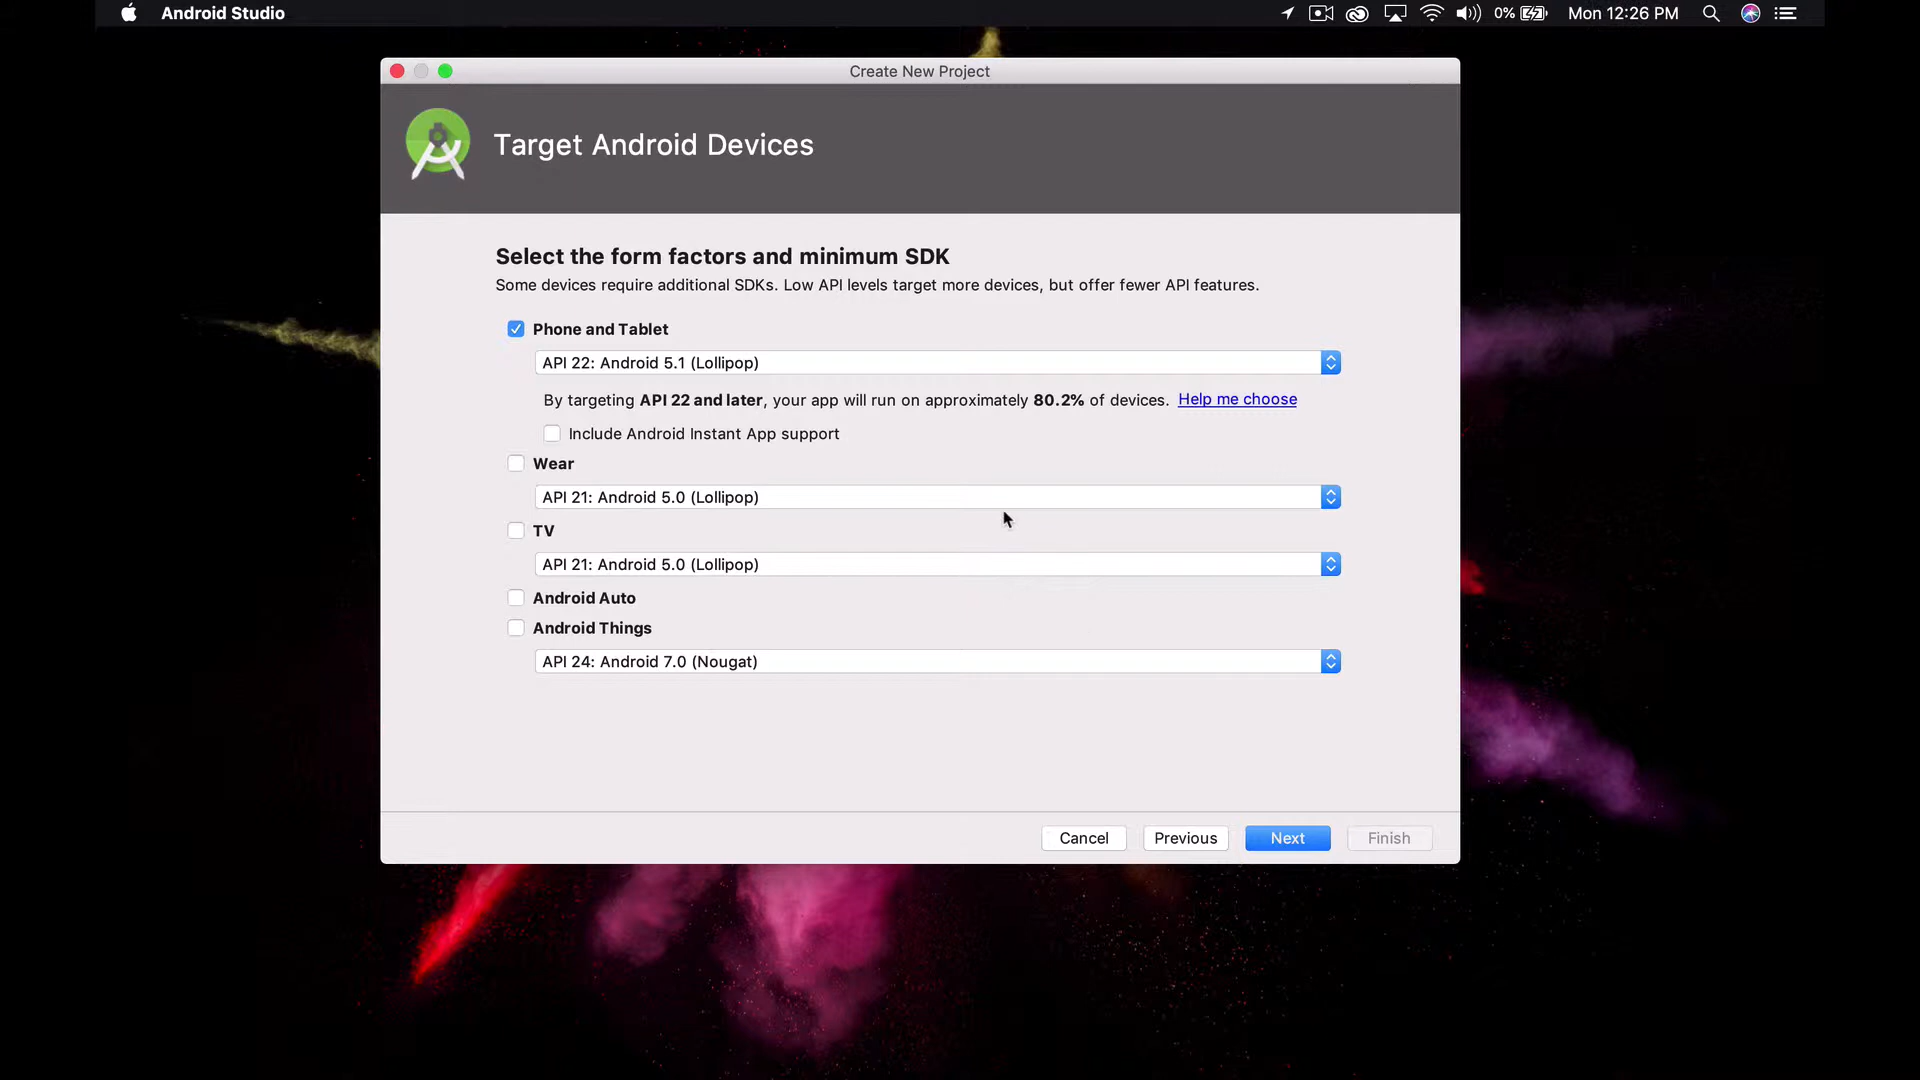 Android Studio
0%
Mon 12:26 PM
Create New Project
Target Android Devices
Select the form factors and minimum SDK
Some devices require additional SDKs. Low API levels target more devices, but offer fewer API features.
Phone and Tablet
API 22: Android 5.1 (Lollipop)
By targeting API 22 and later, your app will run on approximately 80.2% of devices. Help me choose
Include Android Instant App support
Wear
API 21: Android 5.0 (Lollipop)
TV
API 21: Android 5.0 (Lollipop)
Android Auto
Android Things
API 24: Android 7.0 (Nougat)
Cancel
Previous
Next
Finish